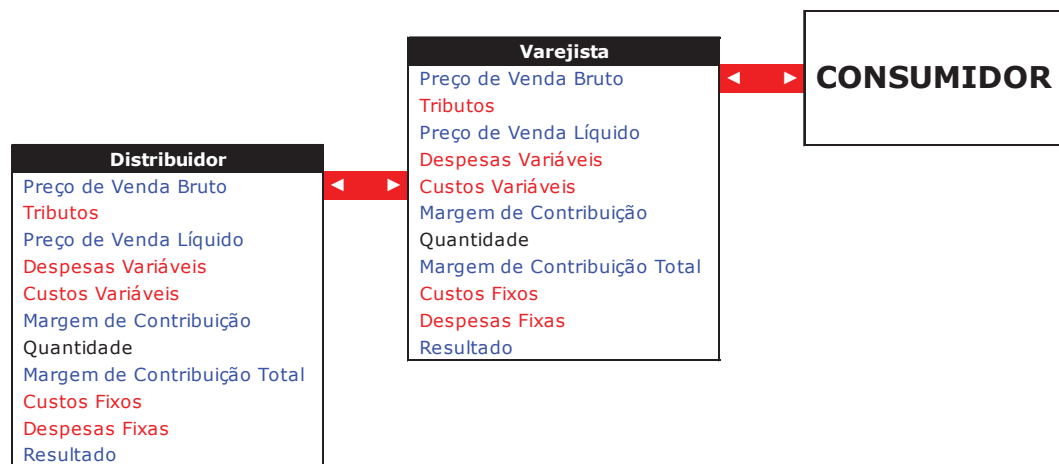 Distribuidor
Preço de Venda Bruto
Tributos
Preço de Venda Líquido
Despesas Variáveis
Custos Variáveis
Margem de Contribuição
Quantidade
Margem de Contribuição Total
Custos Fixos
Despesas Fixas
Resultado
Varejista
Preço de Venda Bruto
Tributos
Preço de Venda Líquido
Despesas Variáveis
Custos Variáveis
Margem de Contribuição
Quantidade
Margem de Contribuição Total
Custos Fixos
Despesas Fixas
Resultado
CONSUMIDOR